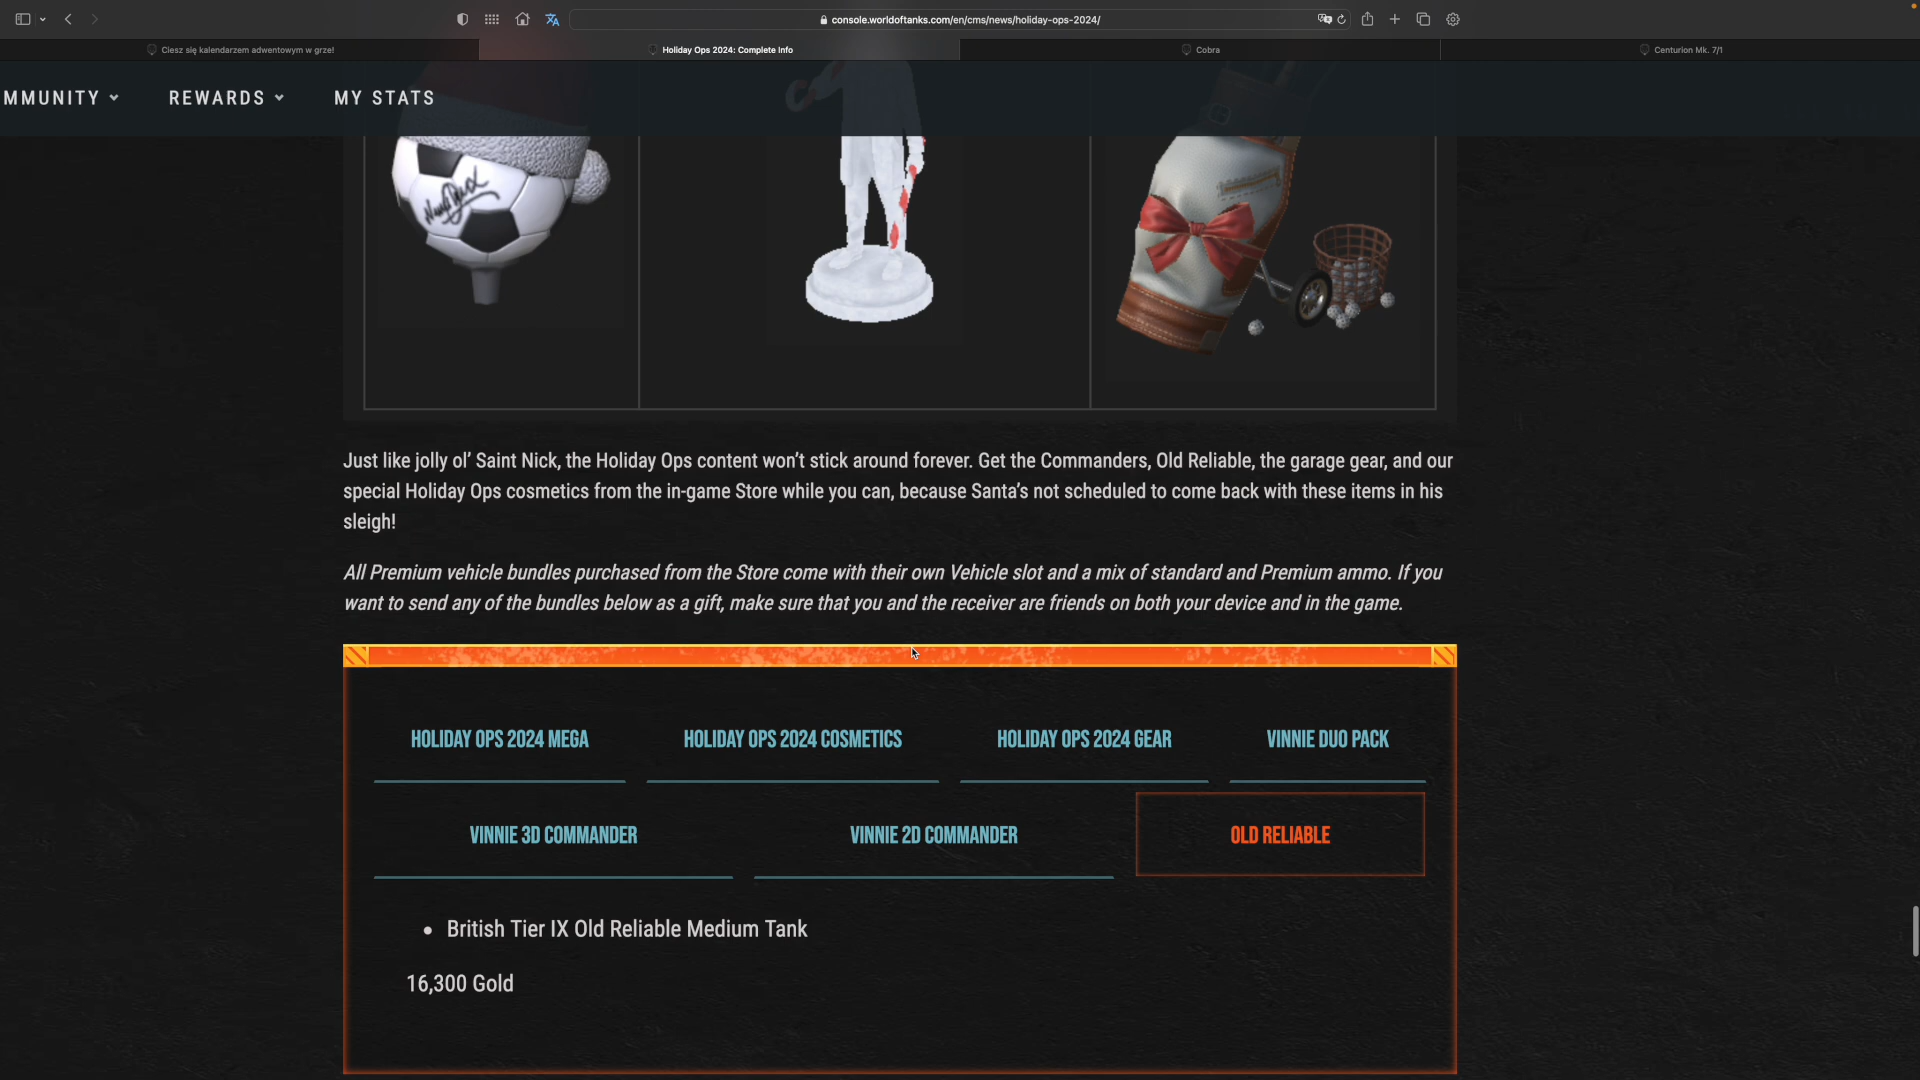 console.worldoftanks.com/en/cms/news/holiday-ops-2024/
Ciesz się kalendarzem adwentowym w grze!
Holiday Ops 2024: Complete Info
Cobra
Centurion Mk. 7/1
MMUNITY
REWARDS
MY STATS
Just like jolly ol’ Saint Nick, the Holiday Ops content won’t stick around forever. Get the Commanders, Old Reliable, the garage gear, and our
special Holiday Ops cosmetics from the in-game Store while you can, because Santa’s not scheduled to come back with these items in his
sleigh!
All Premium vehicle bundles purchased from the Store come with their own Vehicle slot and a mix of standard and Premium ammo. If you
want to send any of the bundles below as a gift, make sure that you and the receiver are friends on both your device and in the game.
HOLIDAY OPS 2024 MEGA
HOLIDAY OPS 2024 COSMETICS
HOLIDAY OPS 2024 GEAR
VINNIE DUO PACK
VINNIE 3D COMMANDER
VINNIE 2D COMMANDER
OLD RELIABLE
• British Tier IX Old Reliable Medium Tank
16,300 Gold